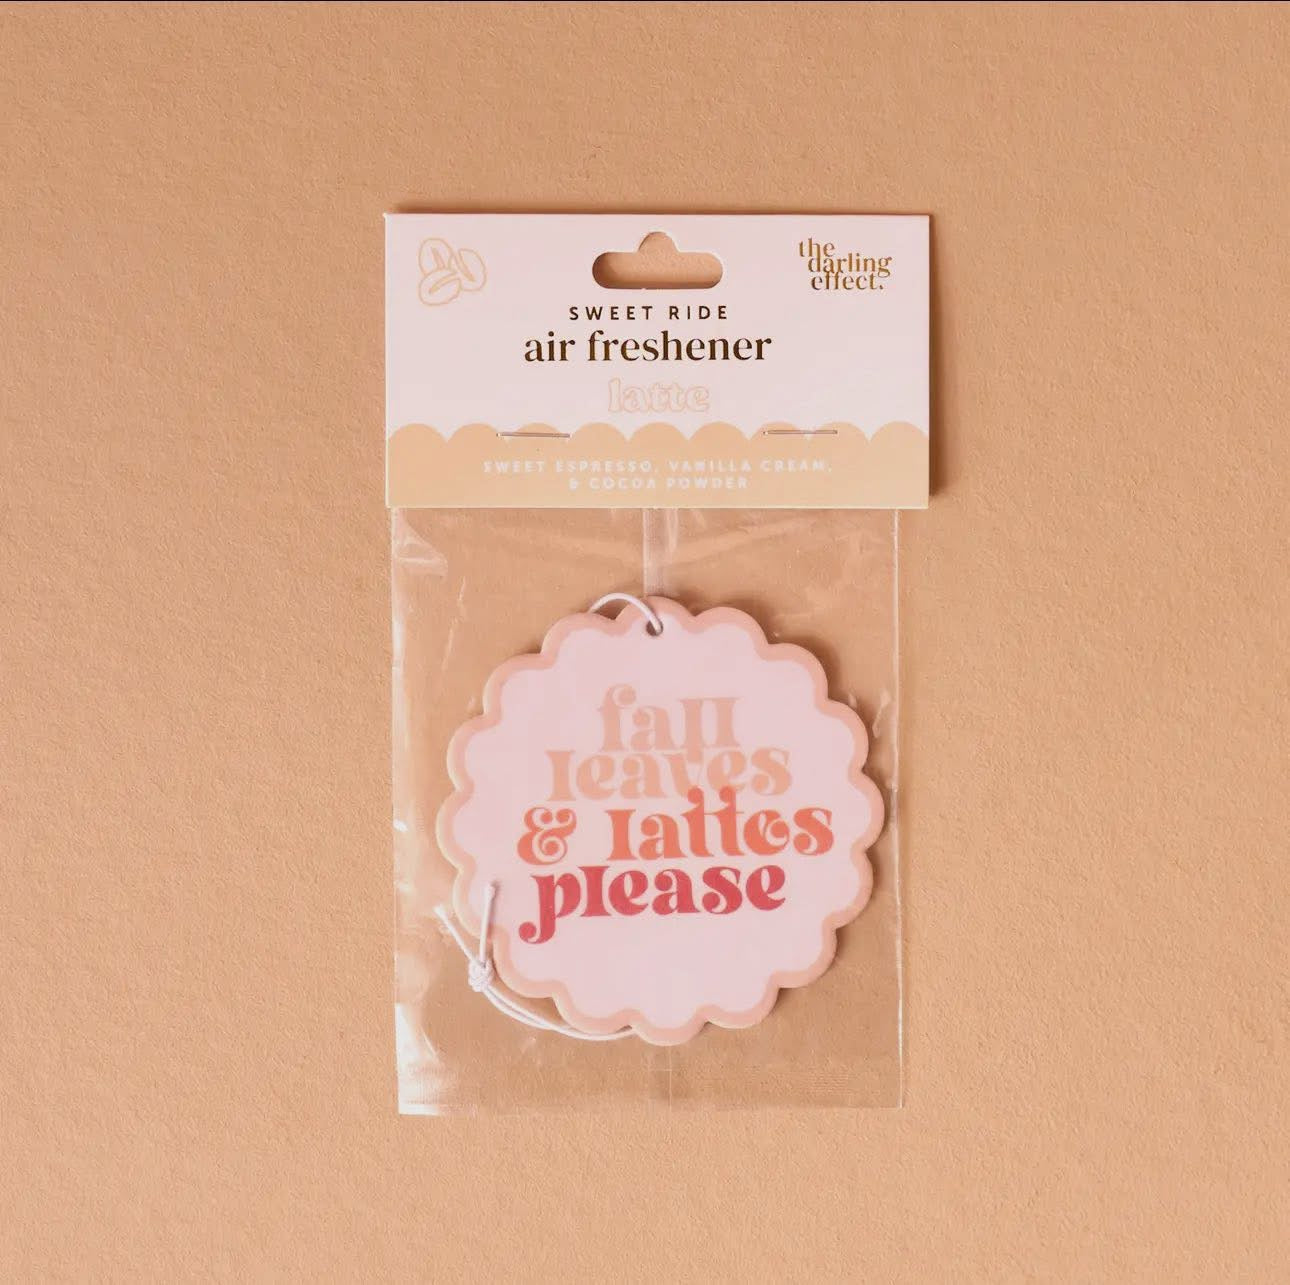 the
darling
effect.
SWEET RIDE
air freshener
latte
SWEET ESPRESSO, VANILLA CREAM,
& COCOA POWDER
fall
leaves
& lattes
please